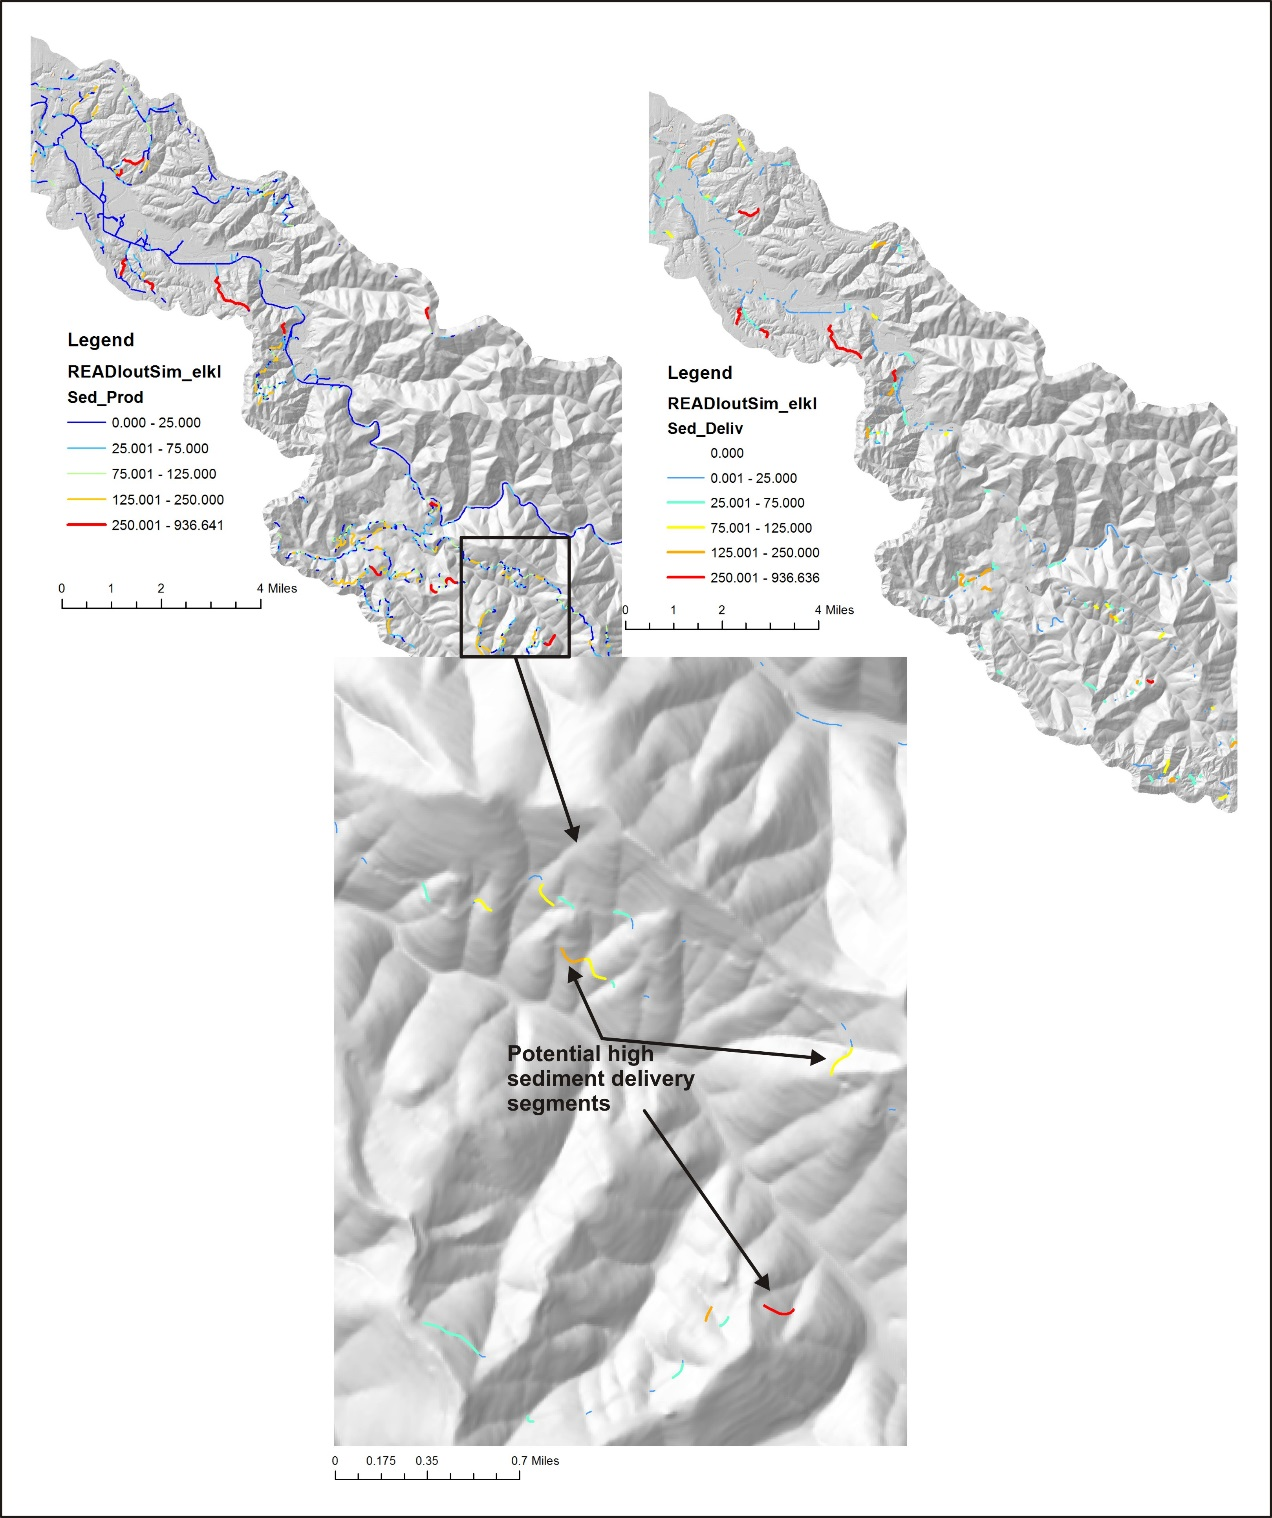 Legend
READIoutSim_elkl
Sed_Prod
0.000 - 25.000
25.001 - 75.000
75.001 - 125.000
125.001 - 250.000
250.001 - 936.641
0 1 2 4 Miles
Legend
READIoutSim_elkl
Sed_Deliv
0.000
0.001 - 25.000
25.001 - 75.000
75.001 - 125.000
125.001 - 250.000
250.001 - 936.636
0 1 2 4 Miles
Potential high
sediment delivery
segments
0 0.175 0.35 0.7 Miles